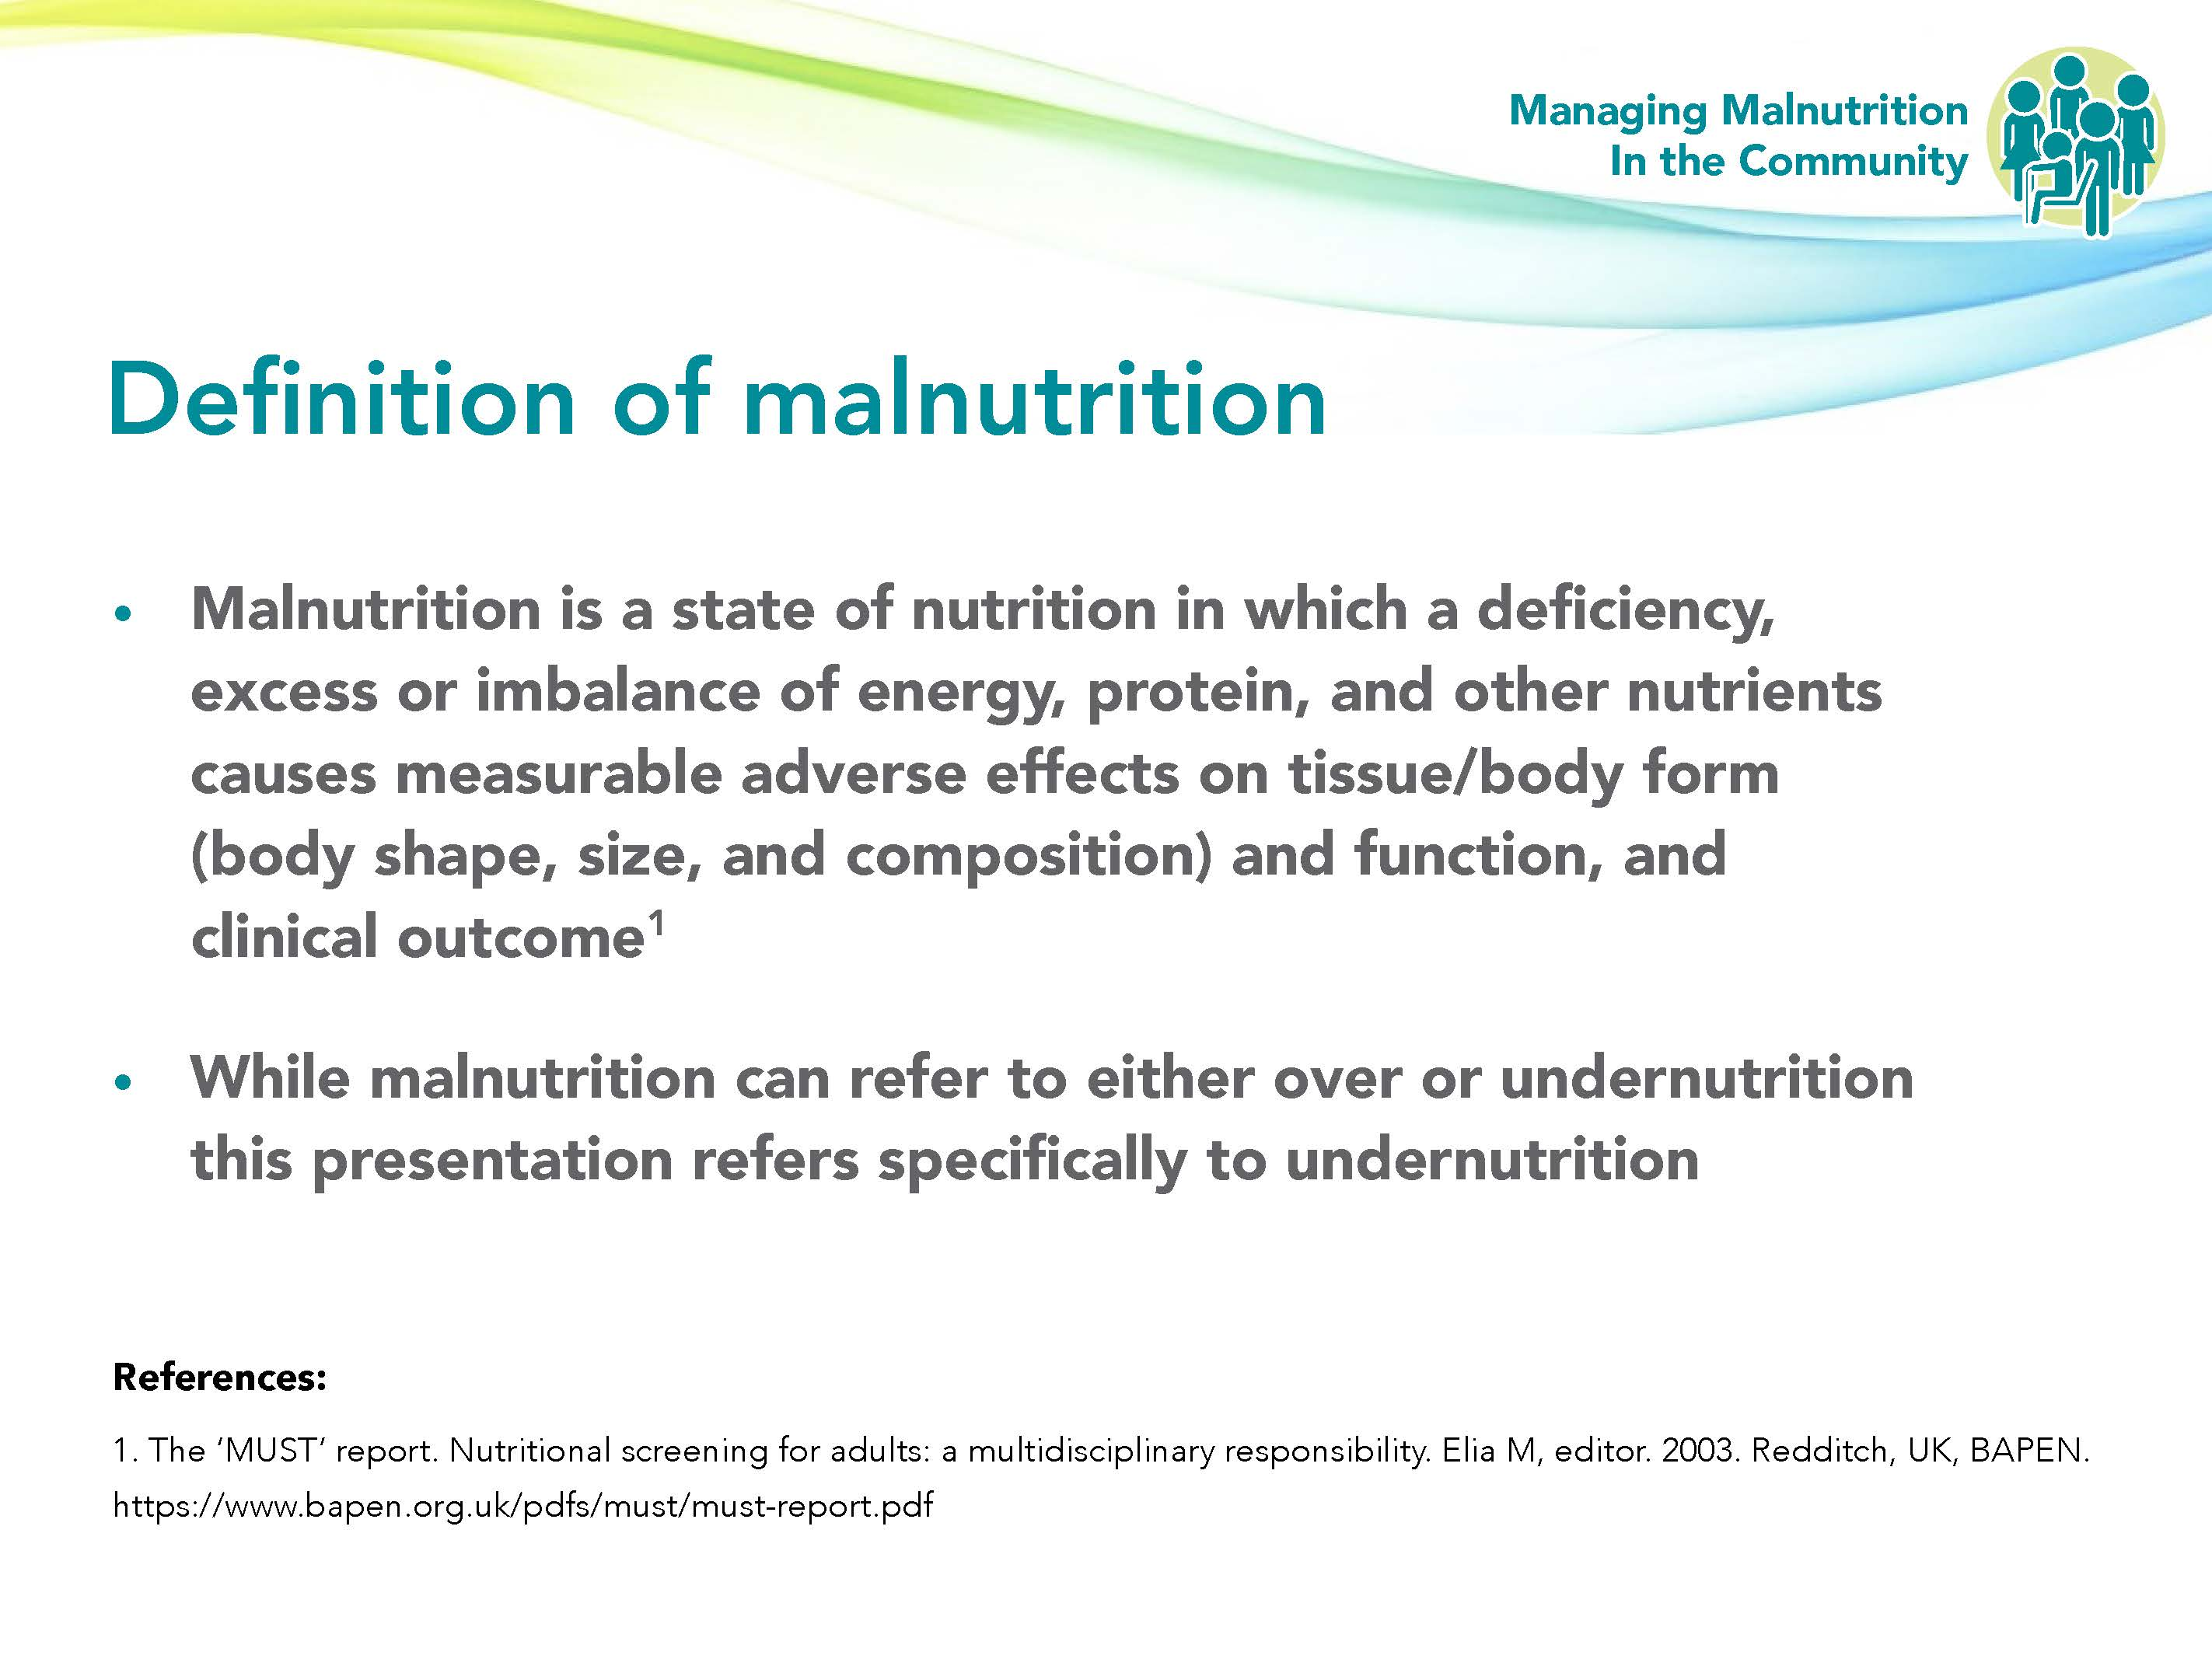 Managing Malnutrition
In the Community
Definition of malnutrition
• Malnutrition is a state of nutrition in which a deficiency,
excess or imbalance of energy, protein, and other nutrients
causes measurable adverse effects on tissue/body form
(body shape, size, and composition) and function, and
clinical outcome¹
• While malnutrition can refer to either over or undernutrition
this presentation refers specifically to undernutrition
References:
1. The ‘MUST’ report. Nutritional screening for adults: a multidisciplinary responsibility. Elia M, editor. 2003. Redditch, UK, BAPEN.
https://www.bapen.org.uk/pdfs/must/must-report.pdf